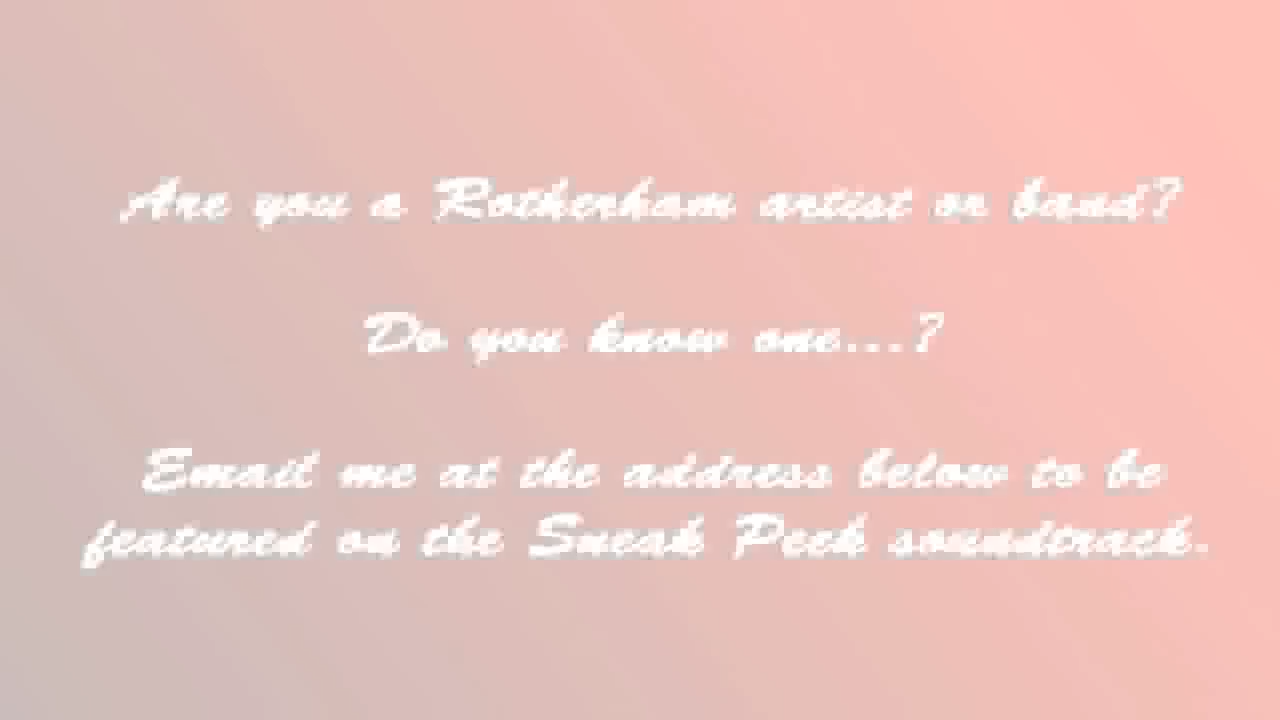 Are you a Rotherham artist or band?
Do you know one...?
Email me at the address below to be
featured on the Sneak Peek soundtrack.